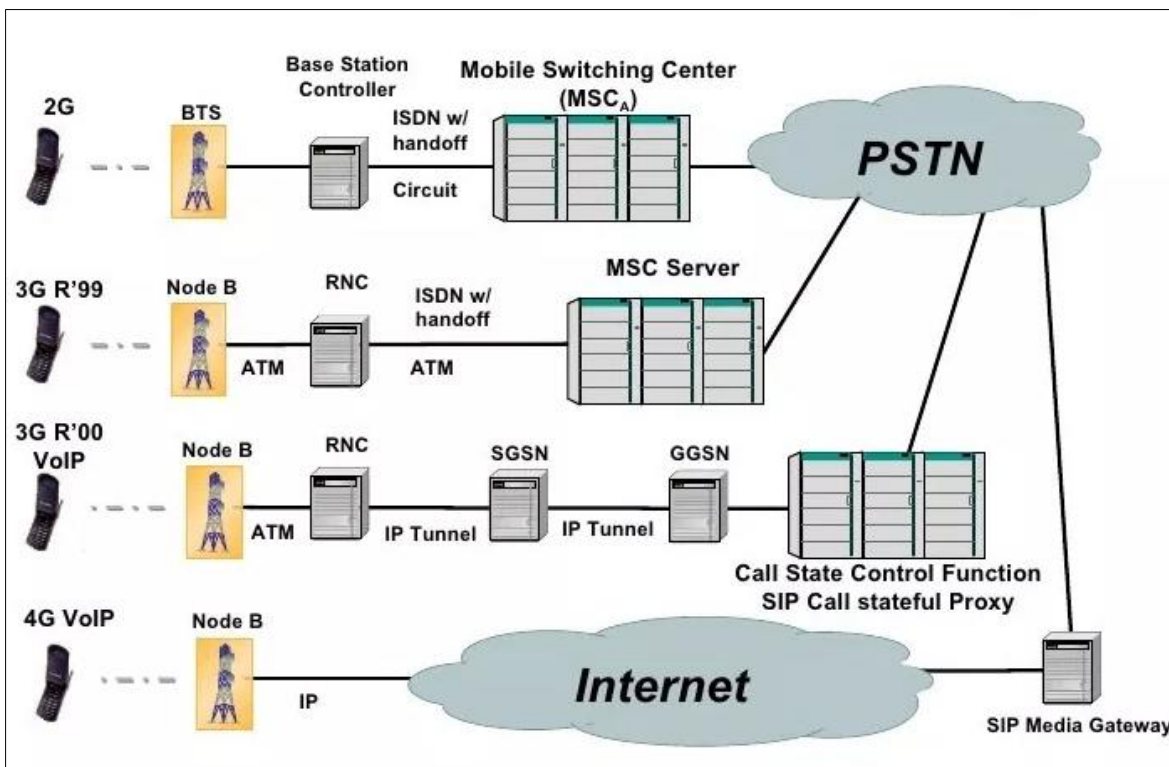 2G
BTS
Base Station
Controller
ISDN w/
handoff
Circuit
Mobile Switching Center
(MSCA)
PSTN
3G R'99
Node B
ATM
RNC
ISDN w/
handoff
ATM
MSC Server
3G R'00
VoIP
Node B
ATM
RNC
IP Tunnel
SGSN
IP Tunnel
GGSN
Call State Control Function
SIP Call stateful Proxy
4G VoIP
Node B
IP
Internet
SIP Media Gateway